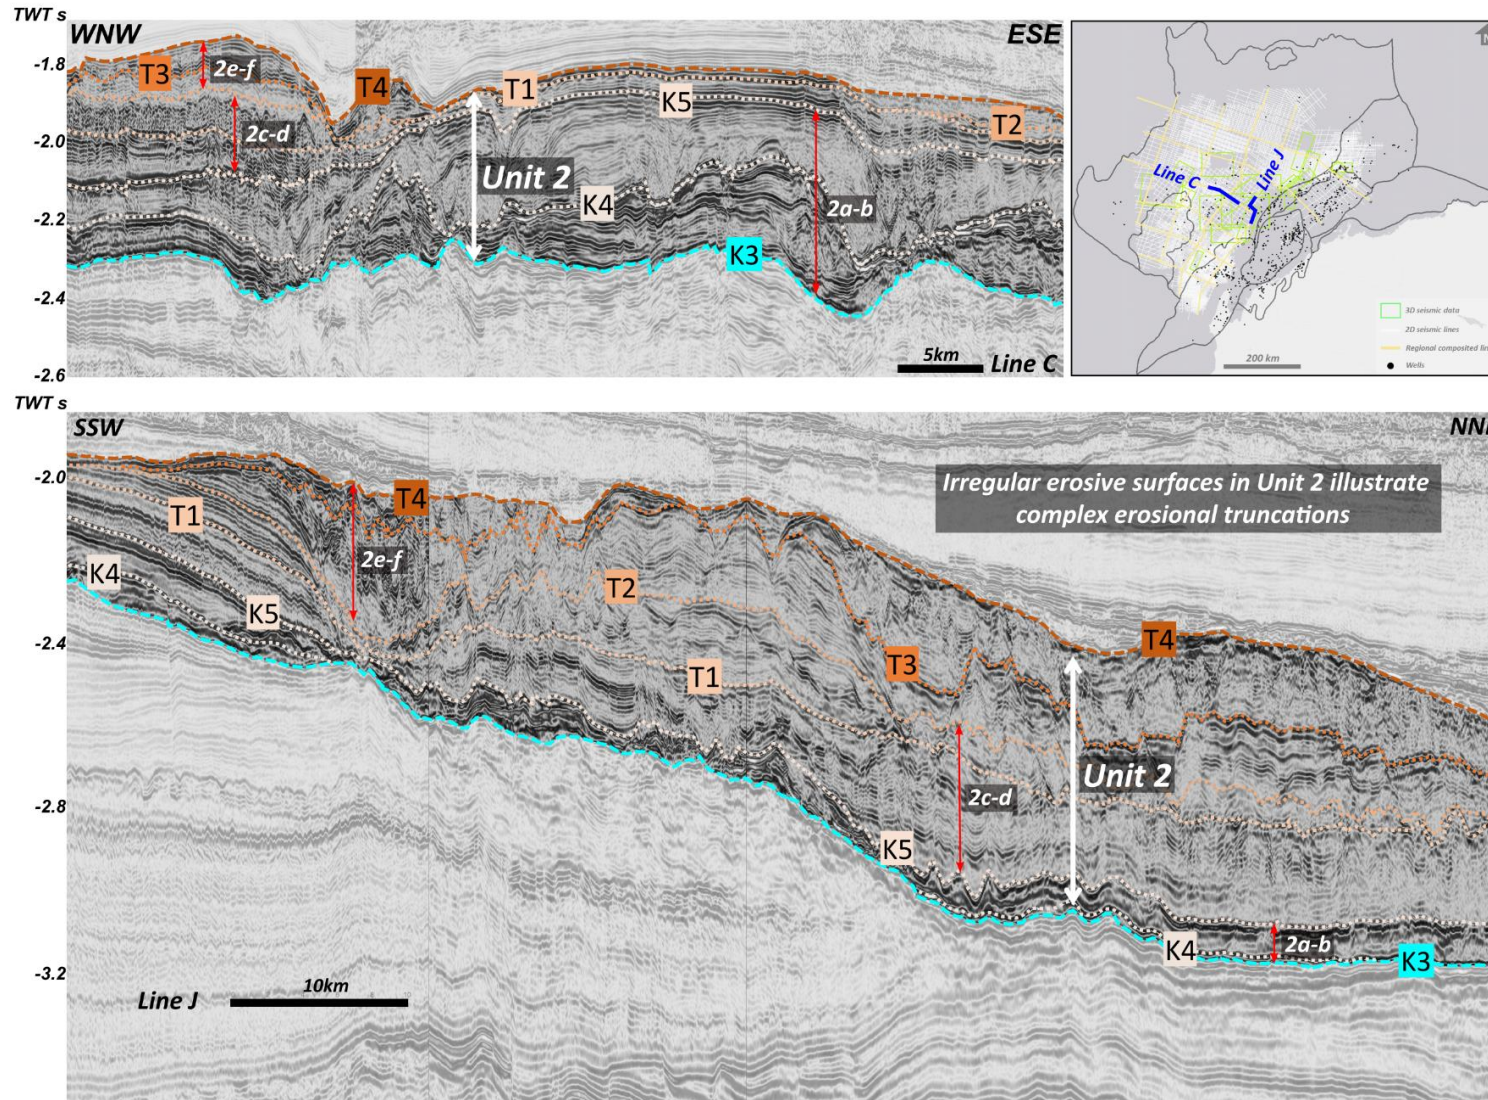 TWT s
WNW
ESE
-1.8
-2.0
-2.2
-2.4
-2.6
T3
2e-f
T4
T1
K5
T2
2c-d
Unit 2
K4
2a-b
K3
5km
Line C
N
Line C
Line J
3D seismic data
2D seismic lines
Regional composited lin
Wells
200 km
TWT s
SSW
NN
-2.0
-2.4
-2.8
-3.2
Irregular erosive surfaces in Unit 2 illustrate
complex erosional truncations
T4
T1
2e-f
K4
T2
K5
T4
T3
T1
Unit 2
2c-d
K5
2a-b
K4
K3
10km
Line J